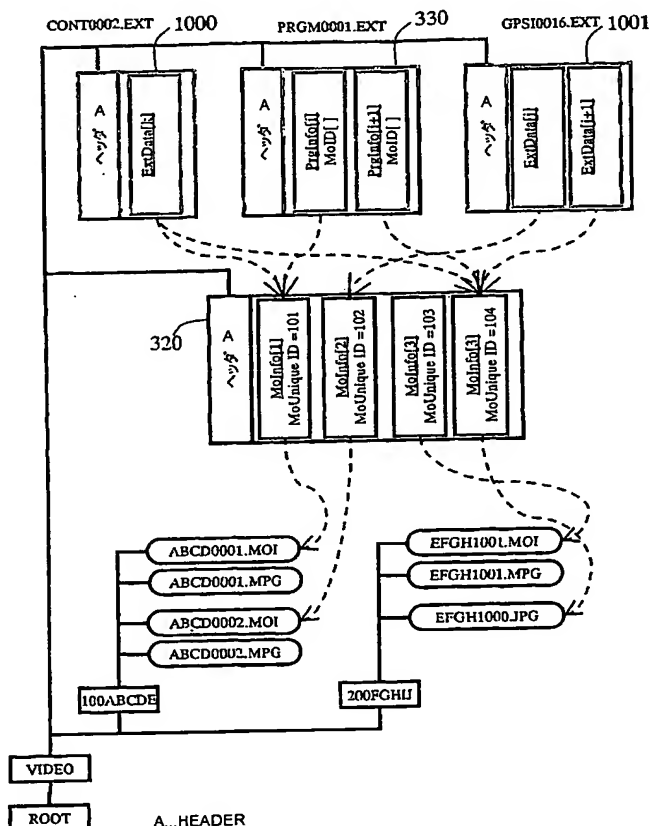 CONT0002.EXT
1000
PRGM0001.EXT
330
GPSI0016.EXT
1001
A
ヘッダ
ExtData[k]
A
ヘッダ
PrgInfo[i]
MoID[ ]
PrgInfo[i+1]
MoID[ ]
A
ヘッダ
ExtData[j]
ExtData[j+1]
320
A
ヘッダ
MoInfo[1]
MoUnique ID =101
MoInfo[2]
MoUnique ID =102
MoInfo[3]
MoUnique ID =103
MoInfo[3]
MoUnique ID =104
ABCD0001.MOI
ABCD0001.MPG
ABCD0002.MOI
ABCD0002.MPG
100ABCDE
EFGH1001.MOI
EFGH1001.MPG
EFGH1000.JPG
200FGHIJ
VIDEO
ROOT
A...HEADER